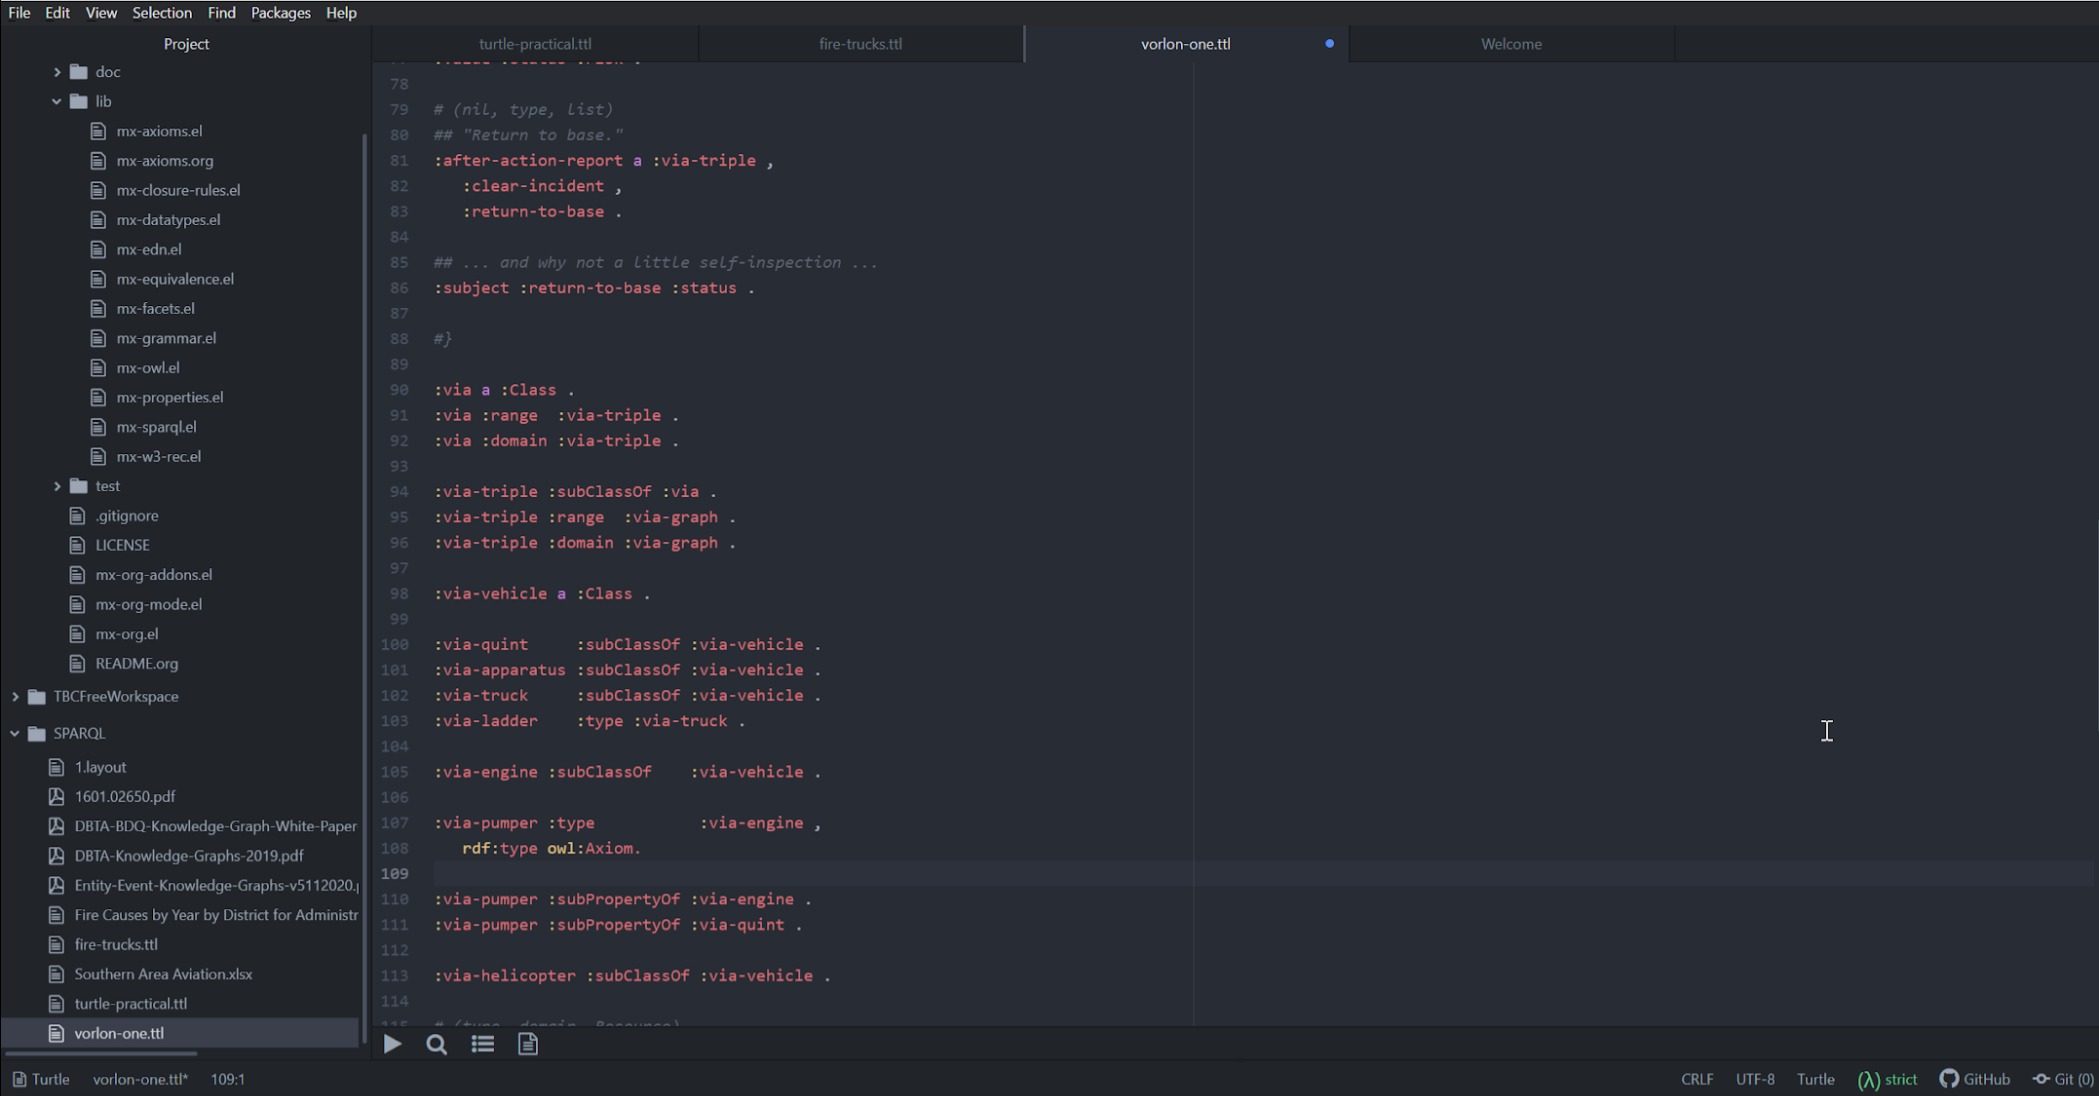 File Edit View Selection Find Packages Help
Project
turtle-practical.ttl
fire-trucks.ttl
vorlon-one.ttl
Welcome
doc
lib
mx-axioms.el
mx-axioms.org
mx-closure-rules.el
mx-datatypes.el
mx-edn.el
mx-equivalence.el
mx-facets.el
mx-grammar.el
mx-owl.el
mx-properties.el
mx-sparql.el
mx-w3-rec.el
test
.gitignore
LICENSE
mx-org-addons.el
mx-org-mode.el
mx-org.el
README.org
TBCFreeWorkspace
SPARQL
1.layout
1601.02650.pdf
DBTA-BDQ-Knowledge-Graph-White-Paper
DBTA-Knowledge-Graphs-2019.pdf
Entity-Event-Knowledge-Graphs-v5112020.
Fire Causes by Year by District for Administr
fire-trucks.ttl
Southern Area Aviation.xlsx
turtle-practical.ttl
vorlon-one.ttl
78
79 # (nil, type, list)
80 ## "Return to base."
81 :after-action-report a :via-triple ,
82 :clear-incident ,
83 :return-to-base .
84
85 ## ... and why not a little self-inspection ...
86 :subject :return-to-base :status .
87
88 #}
89
90 :via a :Class .
91 :via :range :via-triple .
92 :via :domain :via-triple .
93
94 :via-triple :subClassOf :via .
95 :via-triple :range :via-graph .
96 :via-triple :domain :via-graph .
97
98 :via-vehicle a :Class .
99
100 :via-quint :subClassOf :via-vehicle .
101 :via-apparatus :subClassOf :via-vehicle .
102 :via-truck :subClassOf :via-vehicle .
103 :via-ladder :type :via-truck .
104
105 :via-engine :subClassOf :via-vehicle .
106
107 :via-pumper :type :via-engine ,
108 rdf:type owl:Axiom.
109
110 :via-pumper :subPropertyOf :via-engine .
111 :via-pumper :subPropertyOf :via-quint .
112
113 :via-helicopter :subClassOf :via-vehicle .
114
115 # (type, domain, Resource)
Turtle vorlon-one.ttl* 109:1
CRLF UTF-8 Turtle (λ) strict GitHub Git (0)